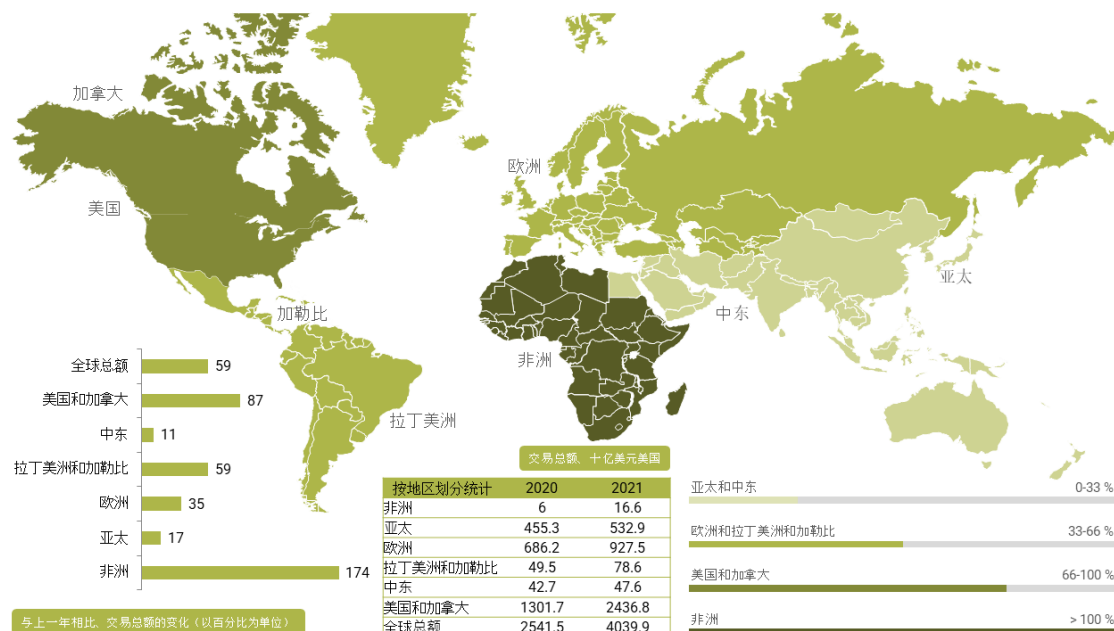 加拿大
美国
欧洲
亚太
中东
加勒比
非洲
拉丁美洲
全球总额 59
美国和加拿大 87
中东 11
拉丁美洲和加勒比 59
欧洲 35
亚太 17
非洲 174
与上一年相比、交易总额的变化（以百分比为单位）
交易总额、十亿美元美国
按地区划分统计 2020 2021
非洲 6 16.6
亚太 455.3 532.9
欧洲 686.2 927.5
拉丁美洲和加勒比 49.5 78.6
中东 42.7 47.6
美国和加拿大 1301.7 2436.8
全球总额 2541.5 4039.9
亚太和中东 0-33 %
欧洲和拉丁美洲和加勒比 33-66 %
美国和加拿大 66-100 %
非洲 > 100 %